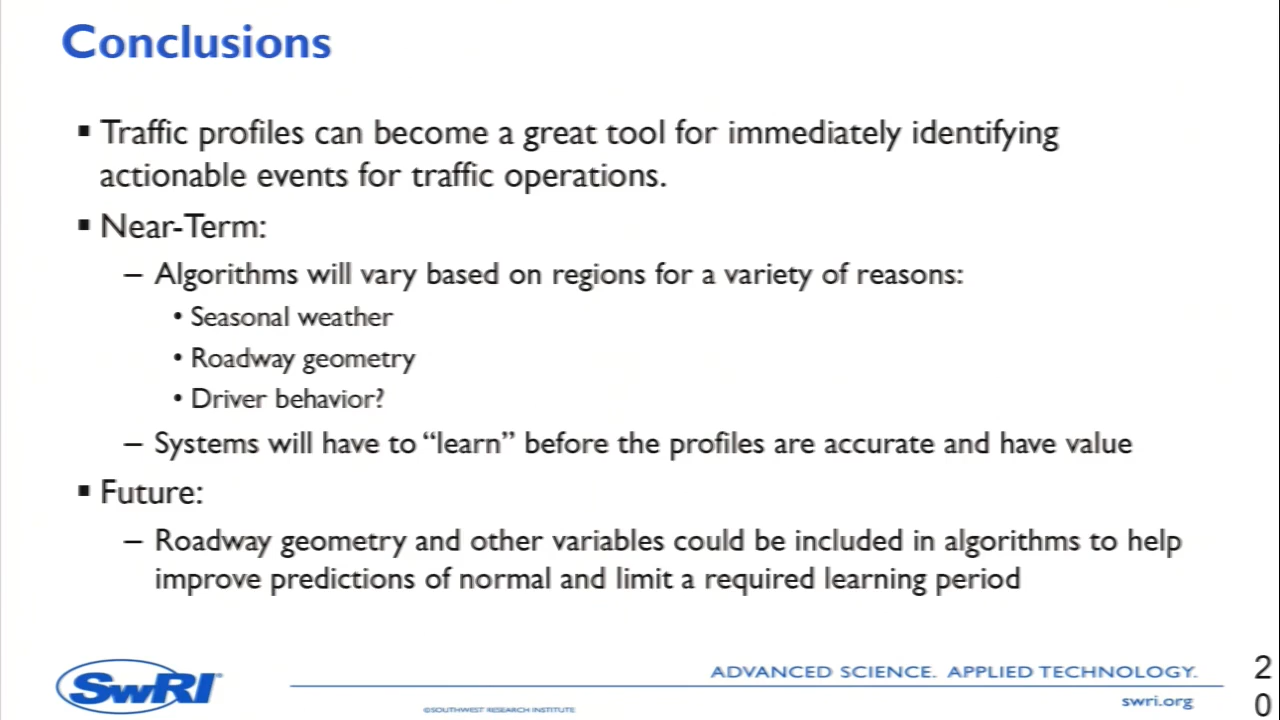 Conclusions
▪ Traffic profiles can become a great tool for immediately identifying
actionable events for traffic operations.
▪ Near-Term:
– Algorithms will vary based on regions for a variety of reasons:
• Seasonal weather
• Roadway geometry
• Driver behavior?
– Systems will have to “learn” before the profiles are accurate and have value
▪ Future:
– Roadway geometry and other variables could be included in algorithms to help
improve predictions of normal and limit a required learning period
SwRI®
ADVANCED SCIENCE. APPLIED TECHNOLOGY.
©SOUTHWEST RESEARCH INSTITUTE
swri.org
2
0